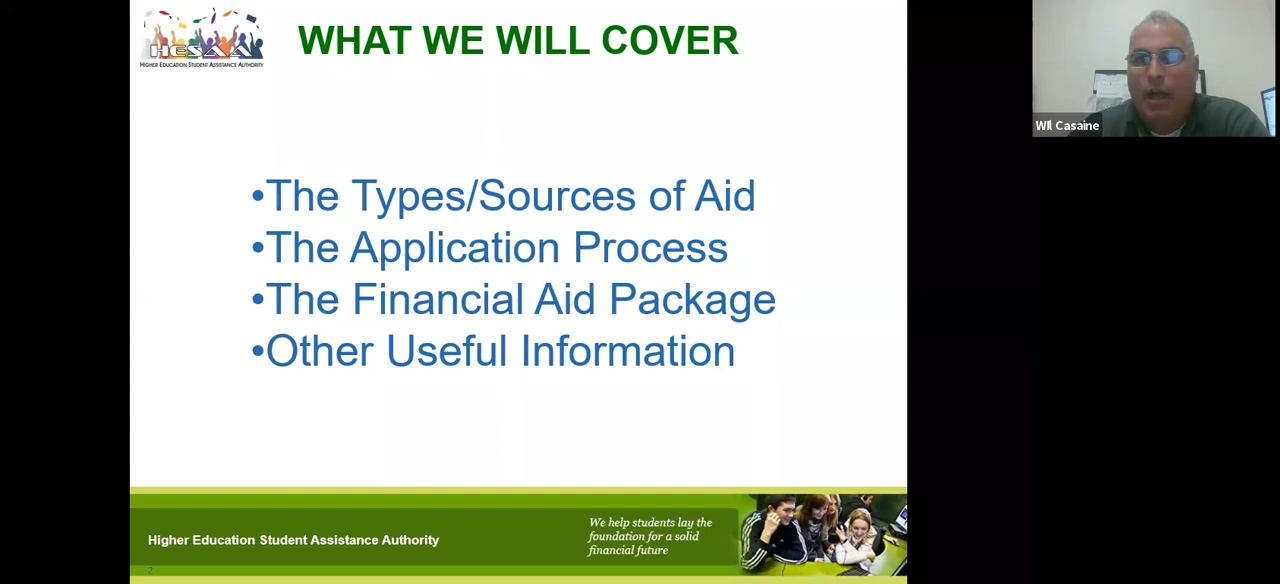 HESAA
HIGHER EDUCATION STUDENT ASSISTANCE AUTHORITY
WHAT WE WILL COVER
WIl Casaine
•The Types/Sources of Aid
•The Application Process
•The Financial Aid Package
•Other Useful Information
We help students lay the
foundation for a solid
financial future
Higher Education Student Assistance Authority
2